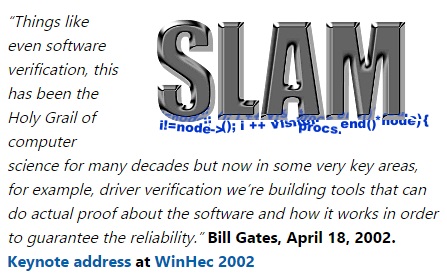 SLAM
i!=node->(); i ++ procs. end() node){
“Things like
even software
verification, this
has been the
Holy Grail of
computer
science for many decades but now in some very key areas,
for example, driver verification we’re building tools that can
do actual proof about the software and how it works in order
to guarantee the reliability.” Bill Gates, April 18, 2002.
Keynote address at WinHec 2002